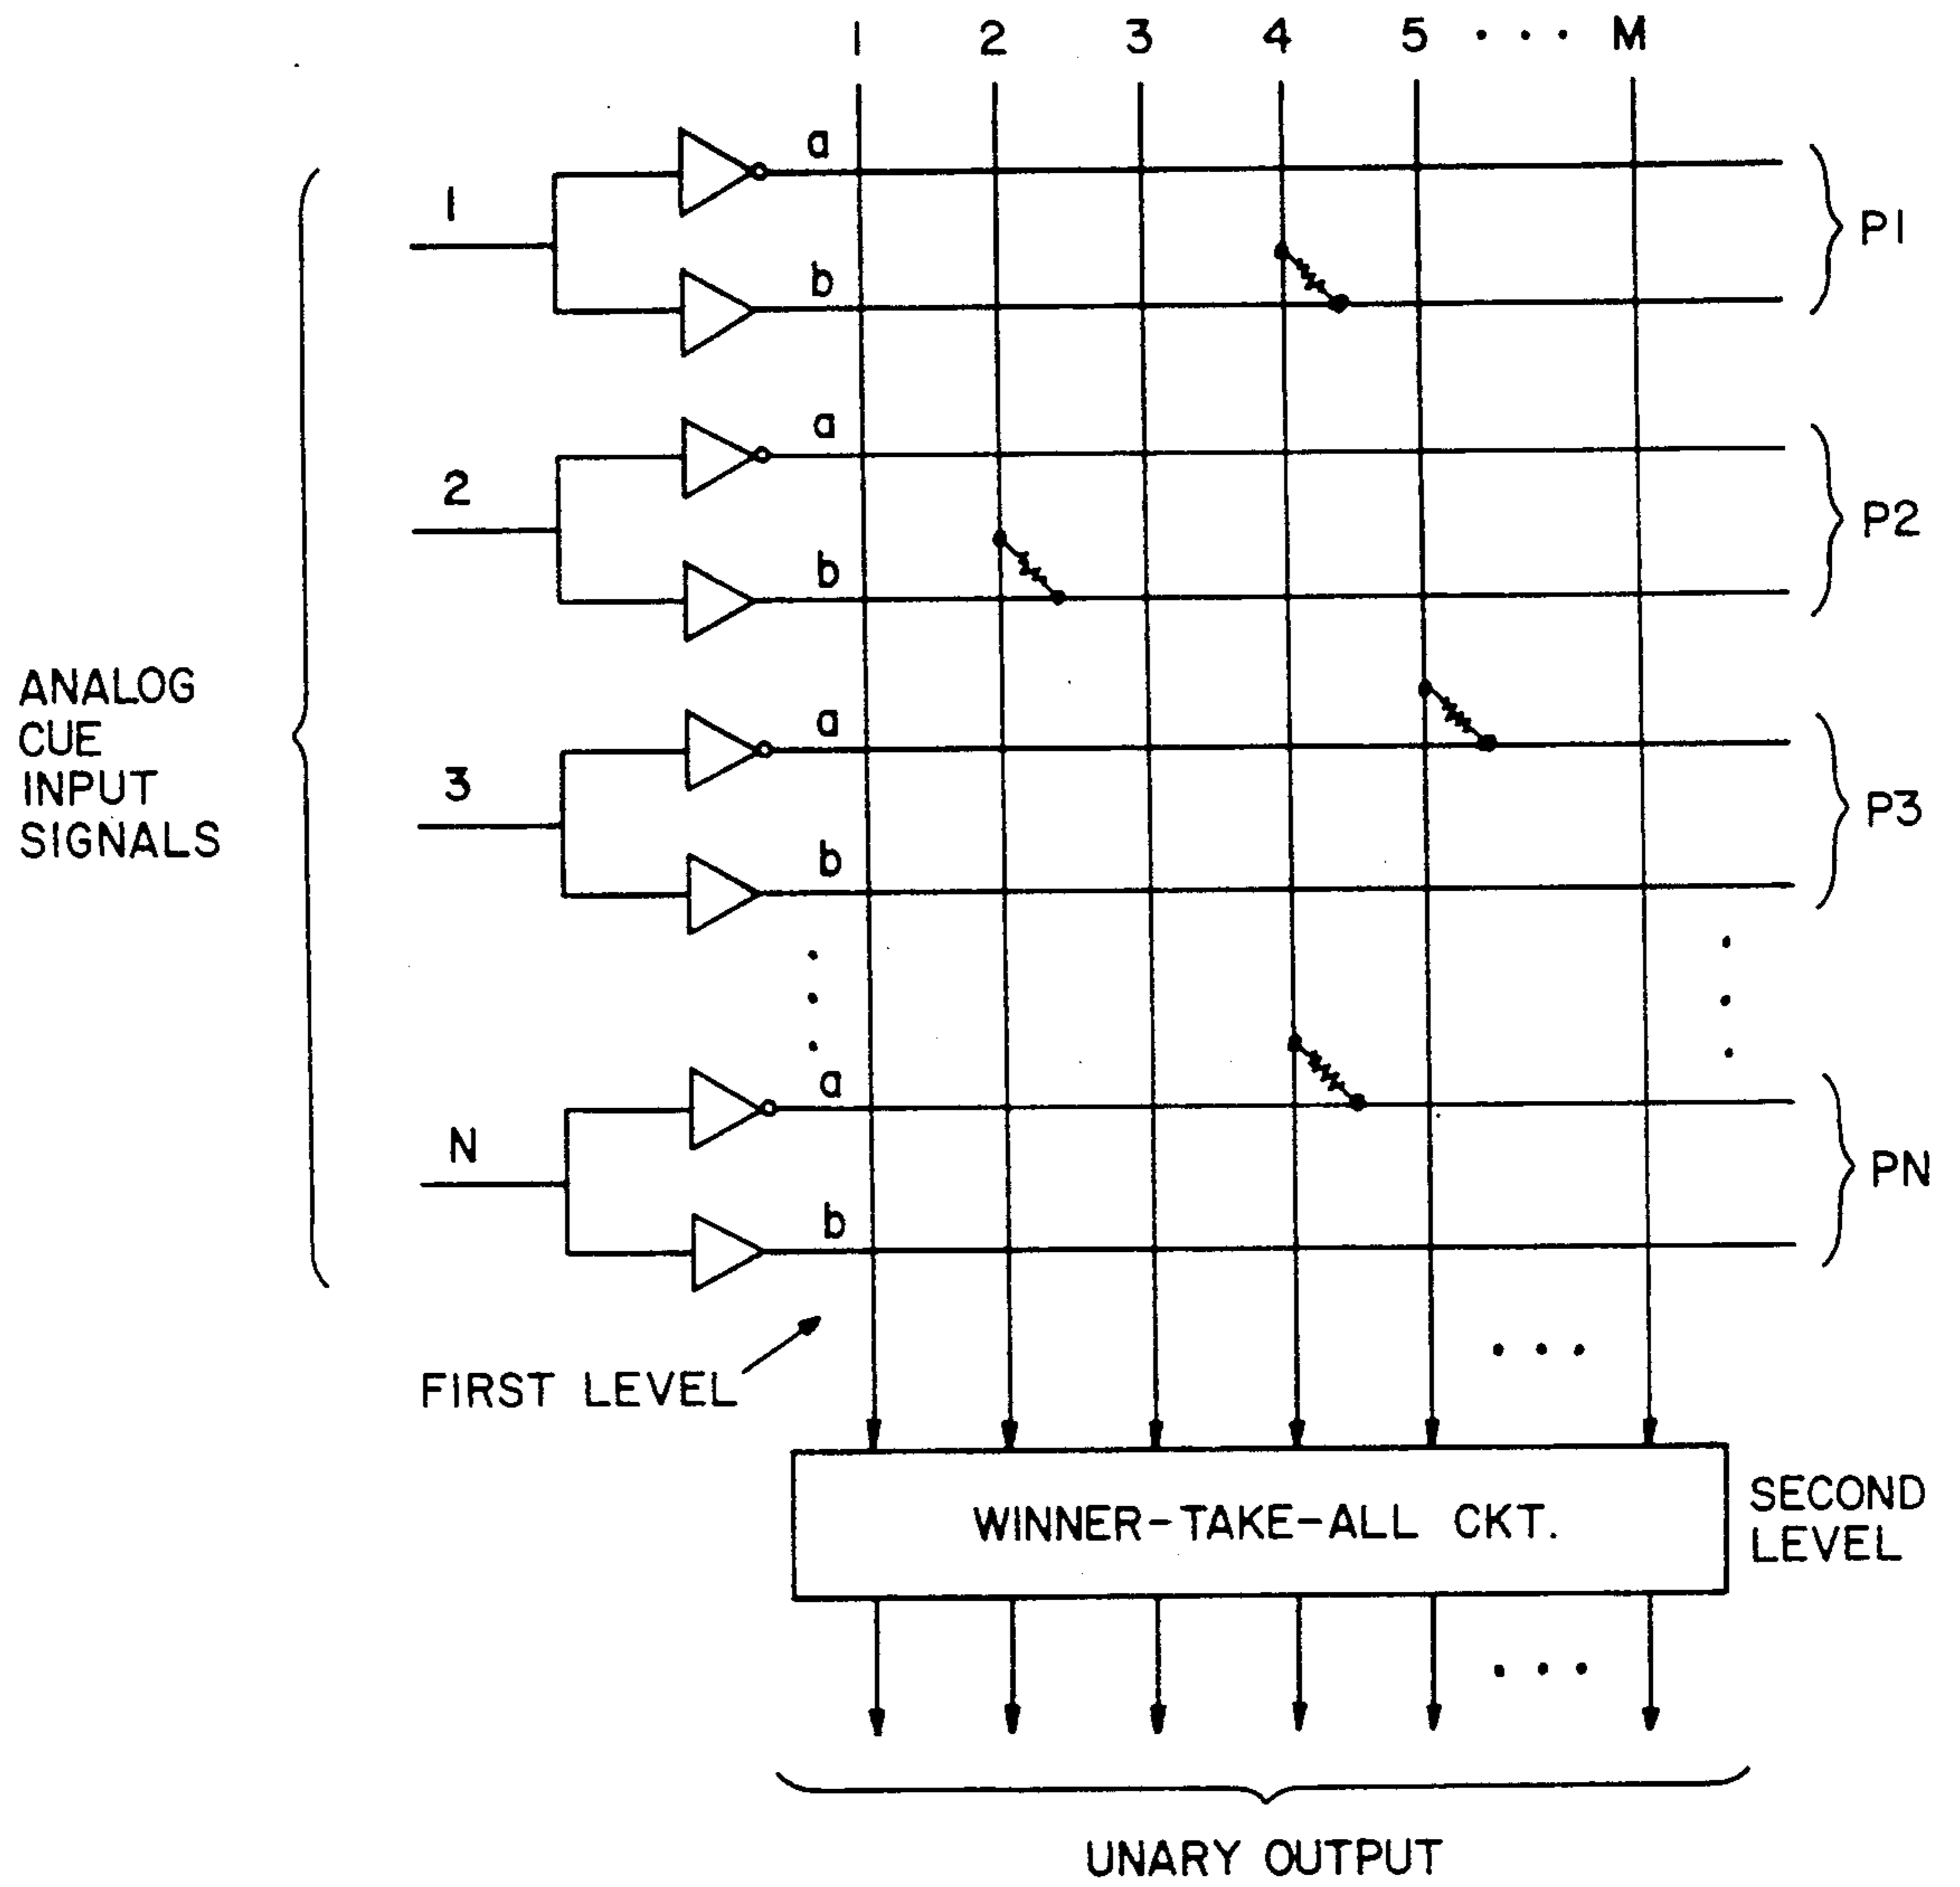 1 2 3 4 5 ... M
a
1
b
P1
a
2
b
P2
a
3
b
P3
ANALOG
CUE
INPUT
SIGNALS
a
N
b
PN
FIRST LEVEL
WINNER-TAKE-ALL CKT.
SECOND
LEVEL
UNARY OUTPUT